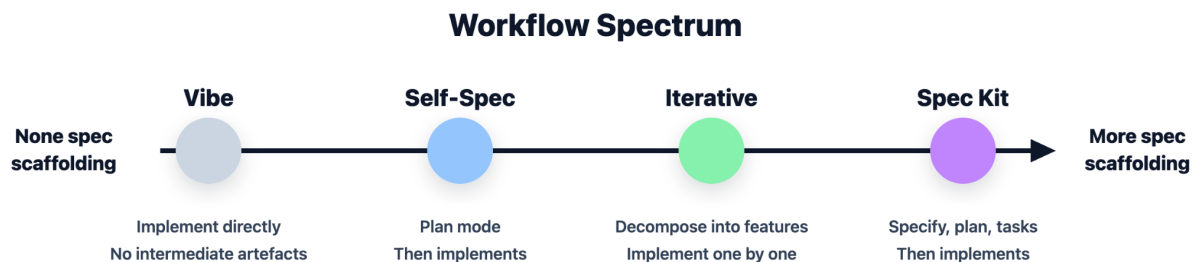 Workflow Spectrum
Vibe
Self-Spec
Iterative
Spec Kit
None spec
scaffolding
More spec
scaffolding
Implement directly
No intermediate artefacts
Plan mode
Then implements
Decompose into features
Implement one by one
Specify, plan, tasks
Then implements